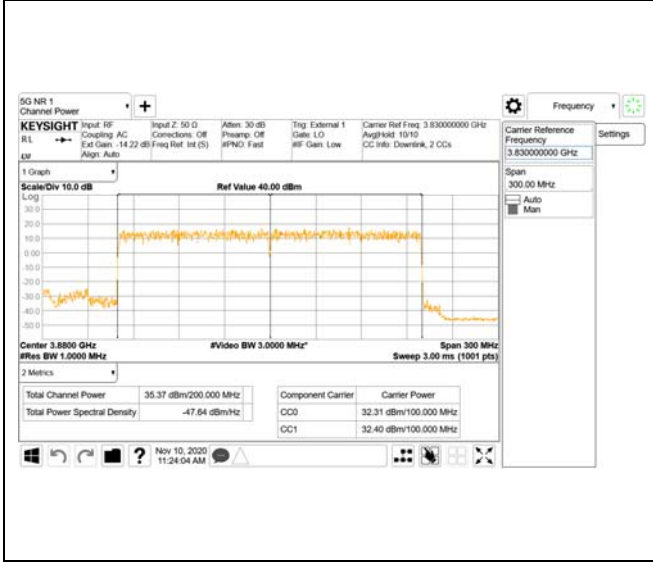 5G NR 1
Channel Power
Frequency
KEYSIGHT
Input: RF
Input Z: 50 Ω
Atten: 30 dB
Trig: External 1
Carrier Ref Freq: 3.830000000 GHz
R L
Coupling: AC
Corrections: Off
Preamp: Off
Gate: LO
Avg|Hold: 10/10
Ext Gain: -14.22 dB
Freq Ref: Int (S)
#PNO: Fast
#IF Gain: Low
CC Info: Downlink, 2 CCs
Align: Auto
Carrier Reference
Frequency
3.830000000 GHz
Settings
Span
300.00 MHz
Auto
Man
1 Graph
Scale/Div 10.0 dB
Ref Value 40.00 dBm
Log
30.0
20.0
10.0
0.00
-10.0
-20.0
-30.0
-40.0
-50.0
Center 3.8800 GHz
#Video BW 3.0000 MHz*
Span 300 MHz
#Res BW 1.0000 MHz
Sweep 3.00 ms (1001 pts)
2 Metrics
Total Channel Power 35.37 dBm/200.000 MHz
Total Power Spectral Density -47.64 dBm/Hz
Component Carrier Carrier Power
CC0 32.31 dBm/100.000 MHz
CC1 32.40 dBm/100.000 MHz
Nov 10, 2020
11:24:04 AM